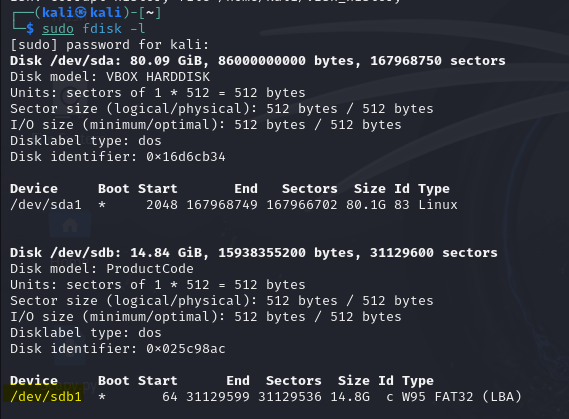 ┌──(kali㉿kali)-[~]
└─$ sudo fdisk -l
[sudo] password for kali:
Disk /dev/sda: 80.09 GiB, 86000000000 bytes, 167968750 sectors
Disk model: VBOX HARDDISK
Units: sectors of 1 * 512 = 512 bytes
Sector size (logical/physical): 512 bytes / 512 bytes
I/O size (minimum/optimal): 512 bytes / 512 bytes
Disklabel type: dos
Disk identifier: 0×16d6cb34
Device     Boot Start       End   Sectors  Size Id Type
/dev/sda1  *     2048 167968749 167966702 80.1G 83 Linux
Disk /dev/sdb: 14.84 GiB, 15938355200 bytes, 31129600 sectors
Disk model: ProductCode
Units: sectors of 1 * 512 = 512 bytes
Sector size (logical/physical): 512 bytes / 512 bytes
I/O size (minimum/optimal): 512 bytes / 512 bytes
Disklabel type: dos
Disk identifier: 0×025c98ac
Device     Boot Start      End  Sectors  Size Id Type
/dev/sdb1  *       64 31129599 31129536 14.8G  c W95 FAT32 (LBA)